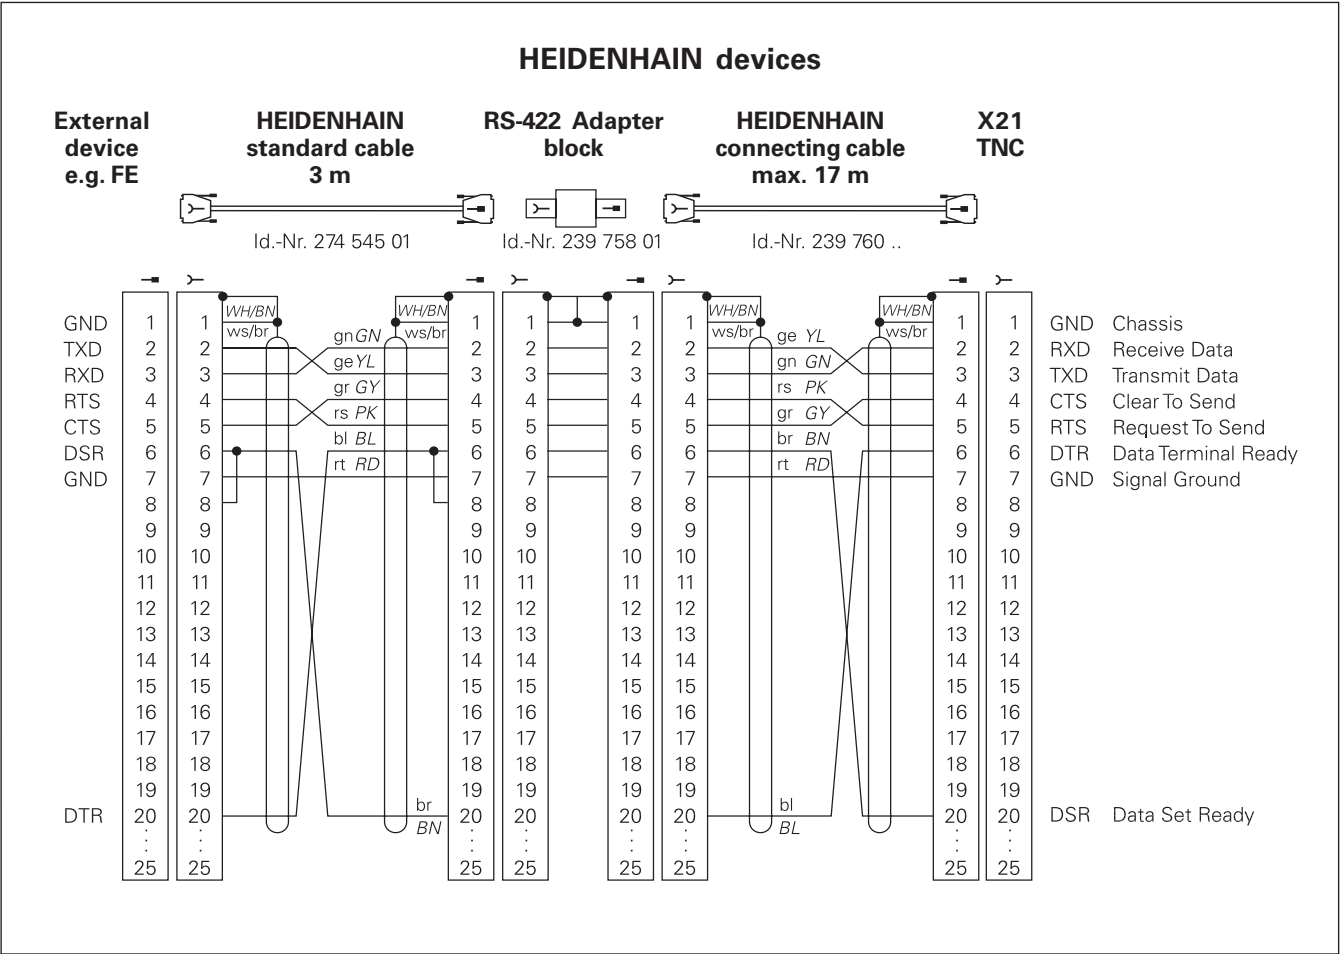 HEIDENHAIN devices
External device e.g. FE
HEIDENHAIN standard cable 3 m
RS-422 Adapter block
HEIDENHAIN connecting cable max. 17 m
X21 TNC
Id.-Nr. 274 545 01
Id.-Nr. 239 758 01
Id.-Nr. 239 760 ..
WH/BN WH/BN WH/BN WH/BN
GND 1 1 ws/br ws/br 1 1 1 1 ws/br ws/br 1 1 GND Chassis
gn GN ge YL
TXD 2 2 2 2 2 2 2 2 RXD Receive Data
ge YL gn GN
RXD 3 3 3 3 3 3 3 3 TXD Transmit Data
gr GY rs PK
RTS 4 4 4 4 4 4 4 4 CTS Clear To Send
rs PK gr GY
CTS 5 5 5 5 5 5 5 5 RTS Request To Send
bl BL br BN
DSR 6 6 6 6 6 6 6 6 DTR Data Terminal Ready
rt RD rt RD
GND 7 7 7 7 7 7 7 7 GND Signal Ground
8 8 8 8 8 8 8 8
9 9 9 9 9 9 9 9
10 10 10 10 10 10 10 10
11 11 11 11 11 11 11 11
12 12 12 12 12 12 12 12
13 13 13 13 13 13 13 13
14 14 14 14 14 14 14 14
15 15 15 15 15 15 15 15
16 16 16 16 16 16 16 16
17 17 17 17 17 17 17 17
18 18 18 18 18 18 18 18
19 19 19 19 19 19 19 19
br bl
DTR 20 20 20 20 20 20 20 20 DSR Data Set Ready
BN BL
25 25 25 25 25 25 25 25